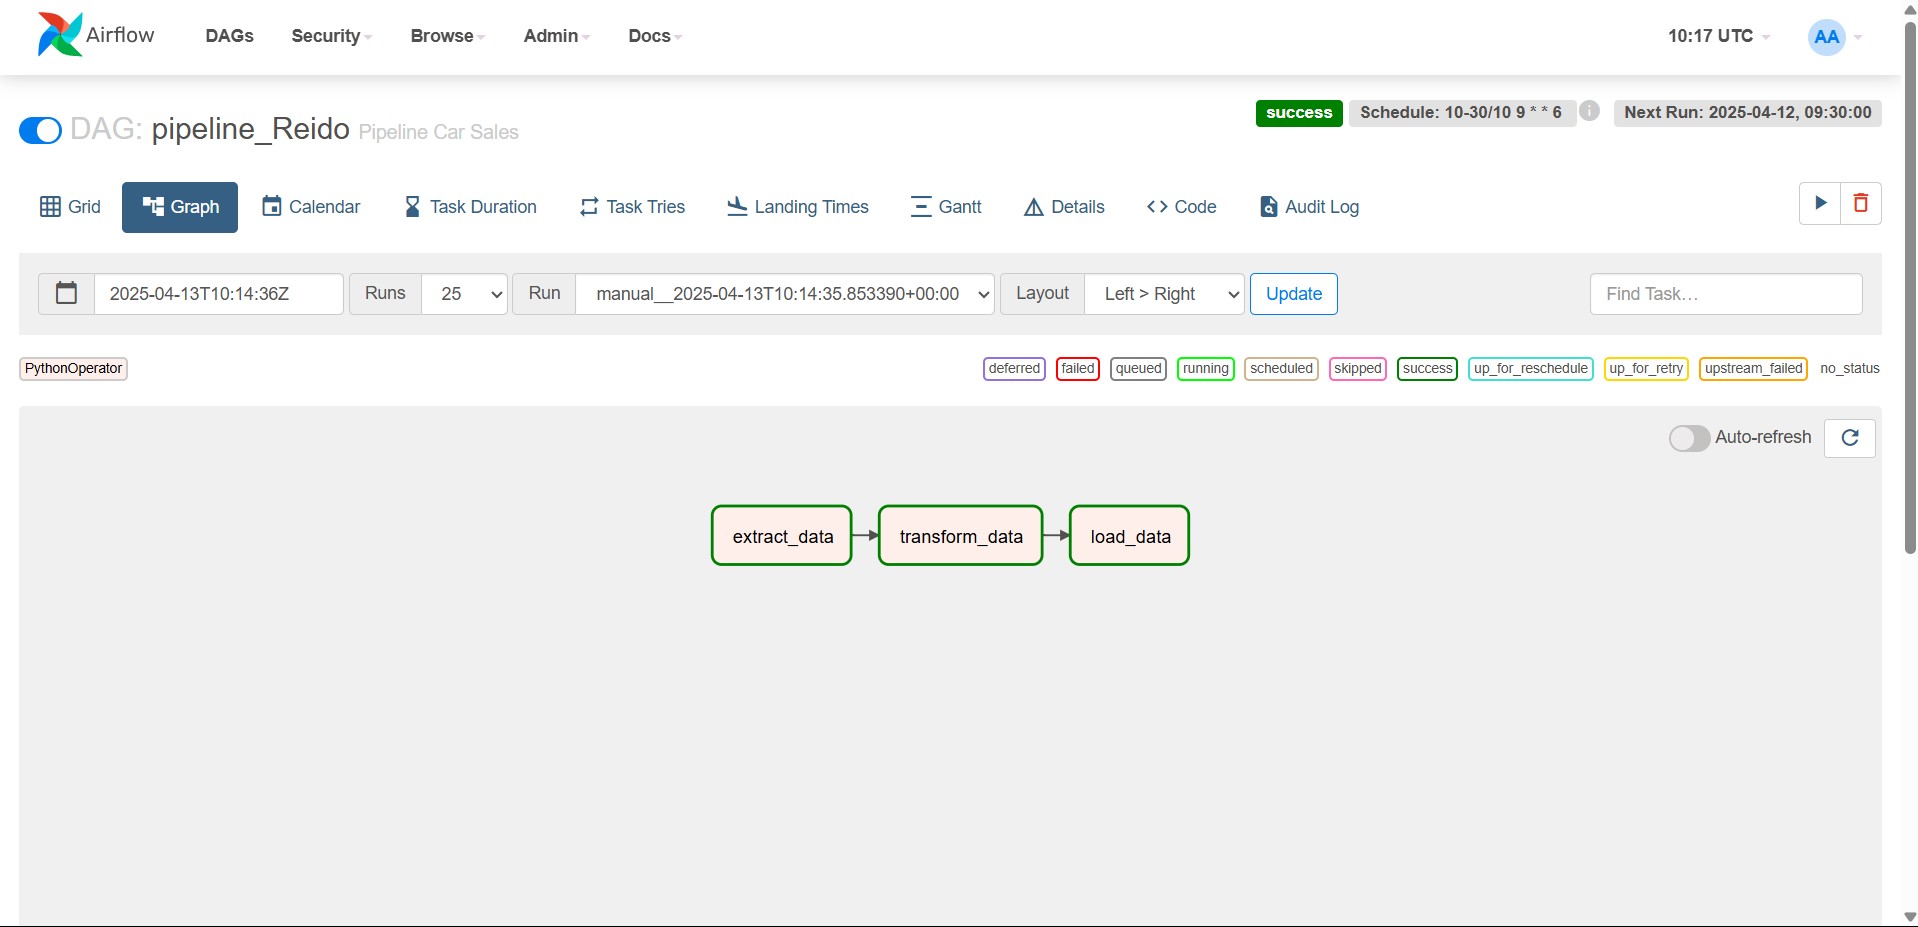 Airflow DAGs Security Browse Admin Docs 10:17 UTC AA
success Schedule: 10-30/10 9 * * 6 i Next Run: 2025-04-12, 09:30:00
DAG: pipeline_Reido Pipeline Car Sales
Grid Graph Calendar Task Duration Task Tries Landing Times Gantt Details Code Audit Log
2025-04-13T10:14:36Z Runs 25 Run manual__2025-04-13T10:14:35.853390+00:00 Layout Left > Right Update Find Task…
PythonOperator deferred failed queued running scheduled skipped success up_for_reschedule up_for_retry upstream_failed no_status
Auto-refresh
extract_data transform_data load_data